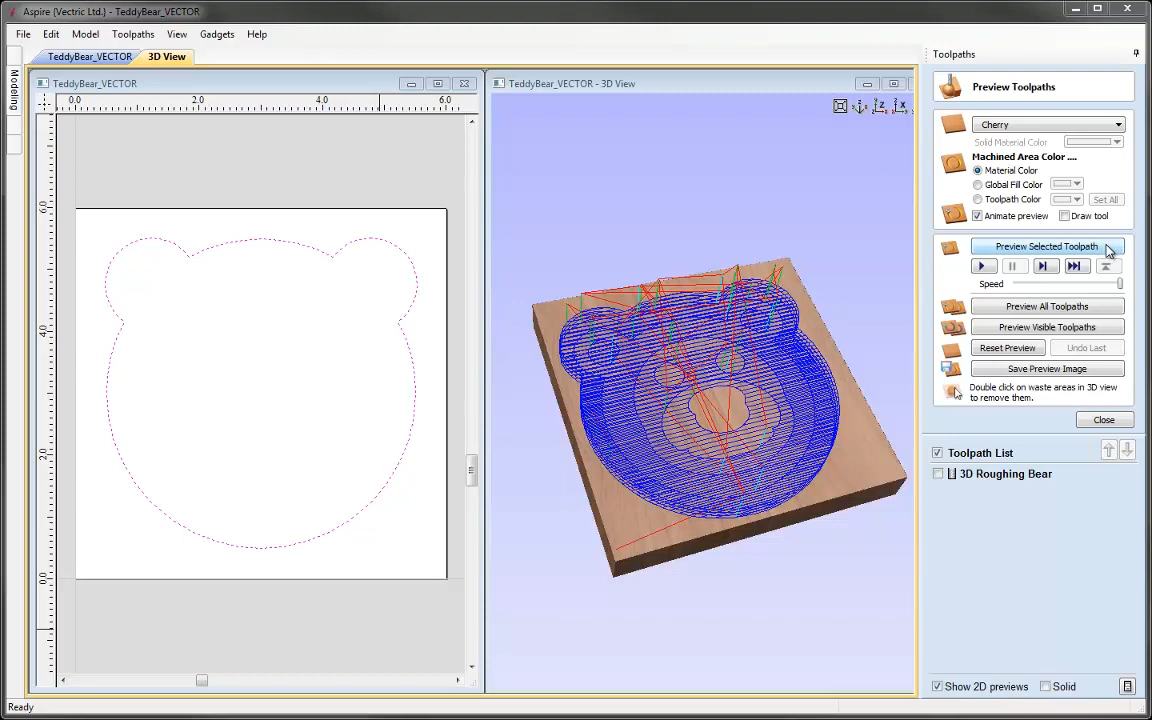 Aspire {Vectric Ltd.} - TeddyBear_VECTOR
File Edit Model Toolpaths View Gadgets Help
TeddyBear_VECTOR 3D View
Modeling
TeddyBear_VECTOR
0.0 2.0 4.0 6.0
6.0
4.0
2.0
0.0
TeddyBear_VECTOR - 3D View
Toolpaths
Preview Toolpaths
Cherry
Solid Material Color
Machined Area Color ....
Material Color
Global Fill Color
Toolpath Color Set All
Animate preview Draw tool
Preview Selected Toolpath
Speed
Preview All Toolpaths
Preview Visible Toolpaths
Reset Preview Undo Last
Save Preview Image
Double click on waste areas in 3D view
to remove them.
Close
Toolpath List
3D Roughing Bear
Show 2D previews Solid
Ready